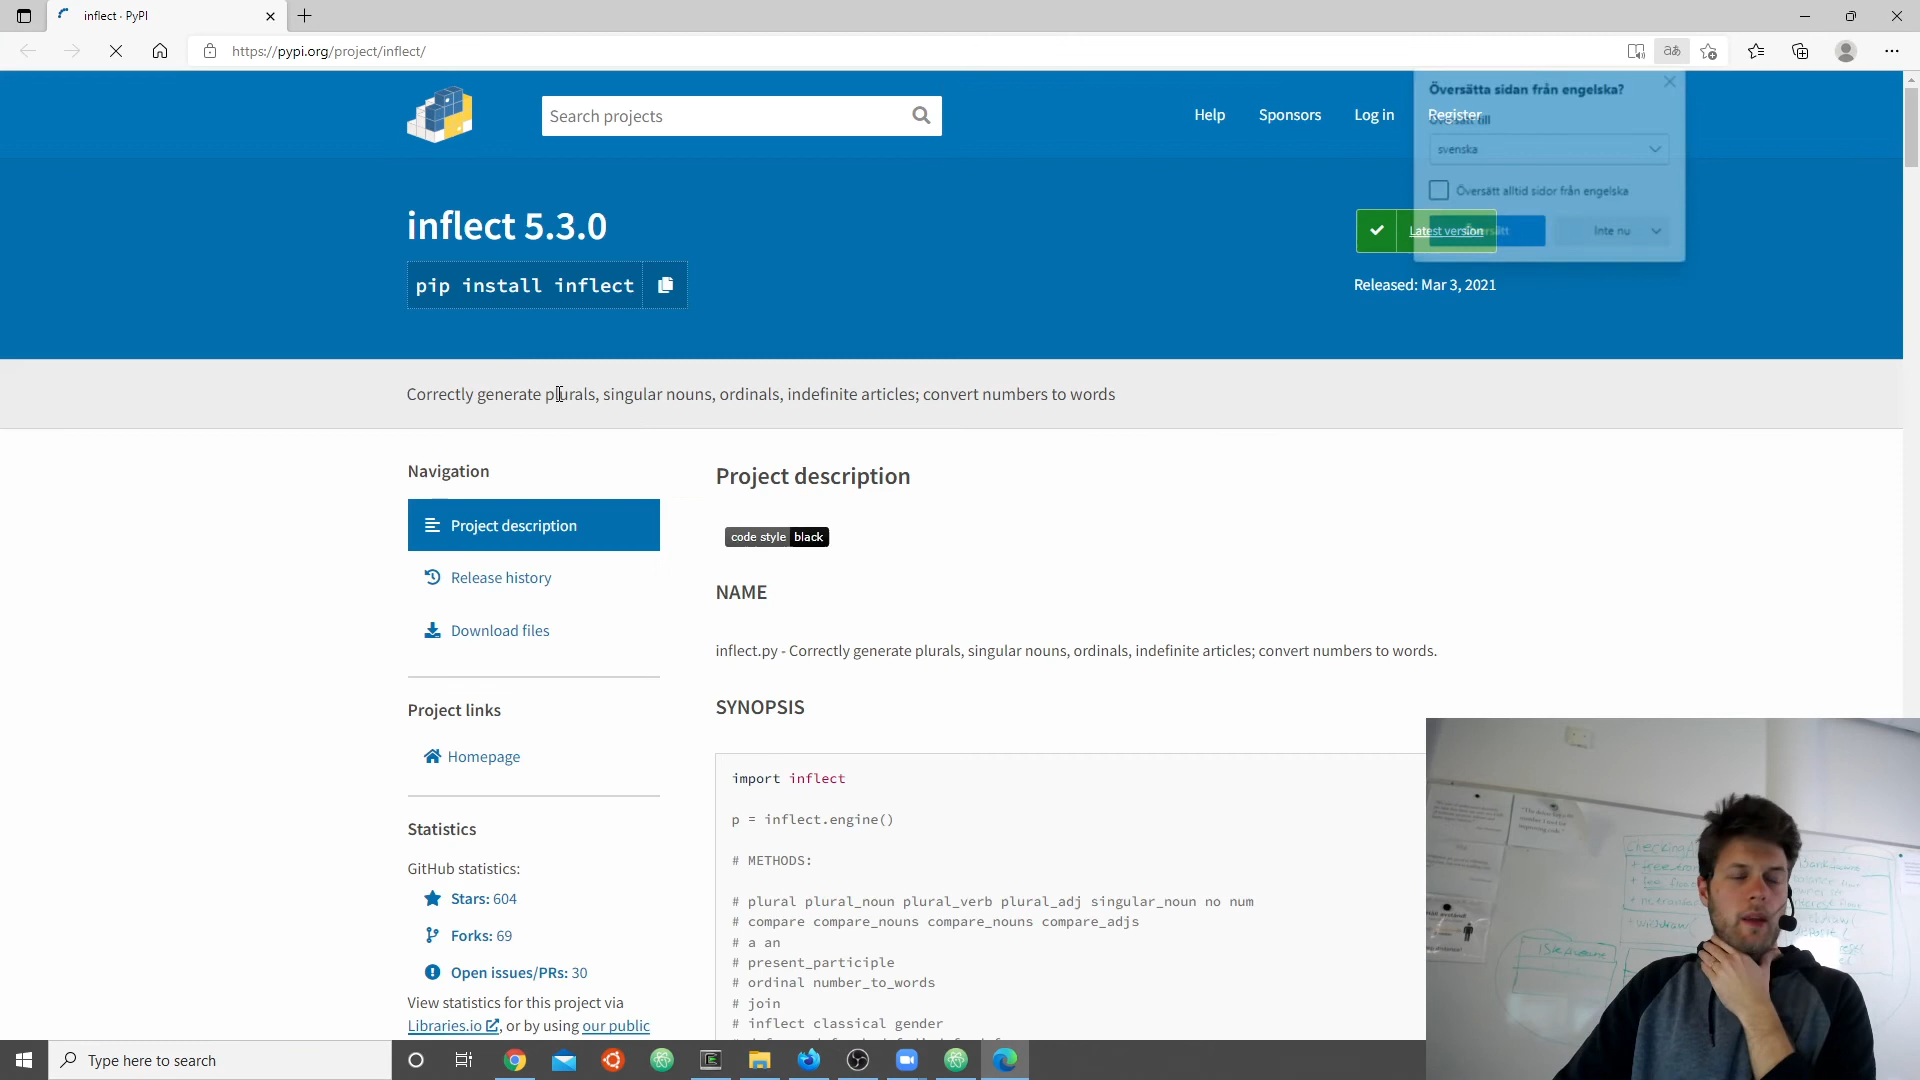 inflect · PyPI
https://pypi.org/project/inflect/
aあ
Search projects
Help
Sponsors
Log in
Register
Översätta sidan från engelska?
svenska
Översätt alltid sidor från engelska
Inte nu
inflect 5.3.0
Latest version
pip install inflect
Released: Mar 3, 2021
Correctly generate plurals, singular nouns, ordinals, indefinite articles; convert numbers to words
Navigation
Project description
Release history
Download files
Project links
Homepage
Statistics
GitHub statistics:
Stars: 604
Forks: 69
Open issues/PRs: 30
View statistics for this project via
Libraries.io, or by using our public
Project description
code style black
NAME
inflect.py - Correctly generate plurals, singular nouns, ordinals, indefinite articles; convert numbers to words.
SYNOPSIS
import inflect
p = inflect.engine()
# METHODS:
# plural plural_noun plural_verb plural_adj singular_noun no num
# compare compare_nouns compare_nouns compare_adjs
# a an
# present_participle
# ordinal number_to_words
# join
# inflect classical gender
Type here to search